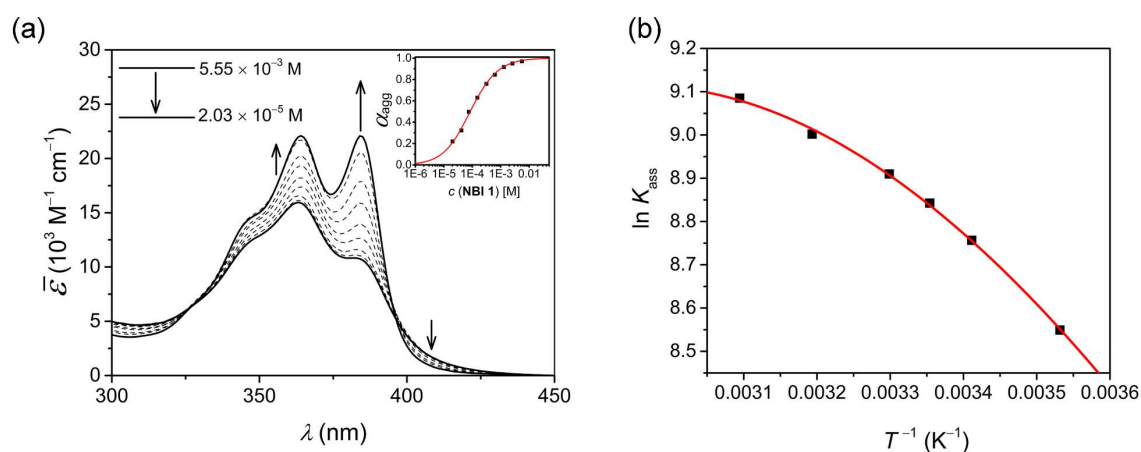 (a)
30
25
20
15
10
5
0
ε̅ (10³ M⁻¹ cm⁻¹)
5.55 × 10⁻³ M
2.03 × 10⁻⁵ M
1.0
0.8
0.6
0.4
0.2
0.0
αagg
1E-6 1E-5 1E-4 1E-3 0.01
c (NBI 1) [M]
300 350 400 450
λ (nm)
(b)
9.2
9.1
9.0
8.9
8.8
8.7
8.6
8.5
ln Kass
0.0031 0.0032 0.0033 0.0034 0.0035 0.0036
T⁻¹ (K⁻¹)